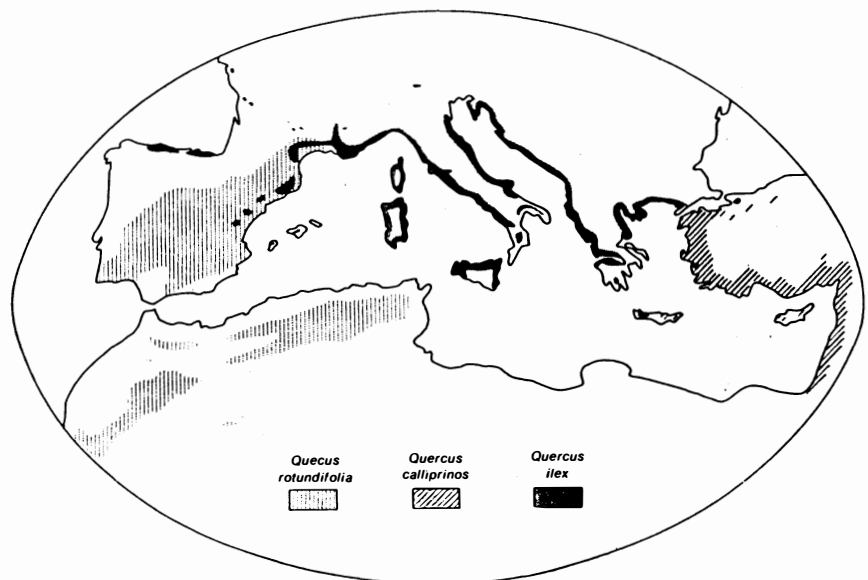 Quecus
rotundifolia
Quercus
calliprinos
Quercus
ilex